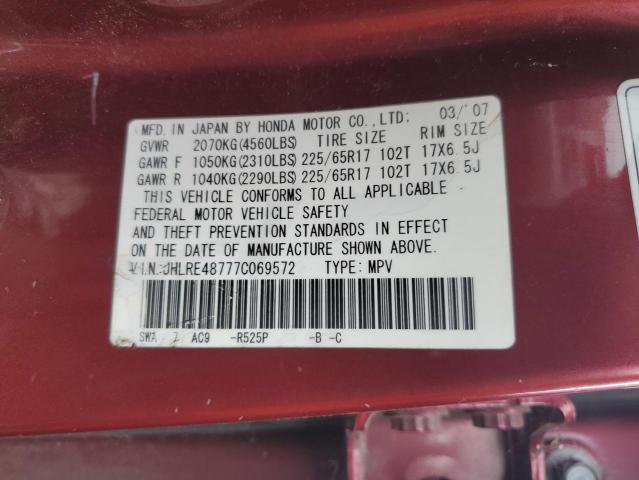 MFD. IN JAPAN BY HONDA MOTOR CO., LTD: 03/'07
GVWR 2070KG(4560LBS) TIRE SIZE RIM SIZE
GAWR F 1050KG(2310LBS) 225/65R17 102T 17X6.5J
GAWR R 1040KG(2290LBS) 225/65R17 102T 17X6.5J
THIS VEHICLE CONFORMS TO ALL APPLICABLE
FEDERAL MOTOR VEHICLE SAFETY
AND THEFT PREVENTION STANDARDS IN EFFECT
ON THE DATE OF MANUFACTURE SHOWN ABOVE.
V.I.N.:JHLRE48777C069572 TYPE: MPV
SWA 7 AC9 -R525P -B -C